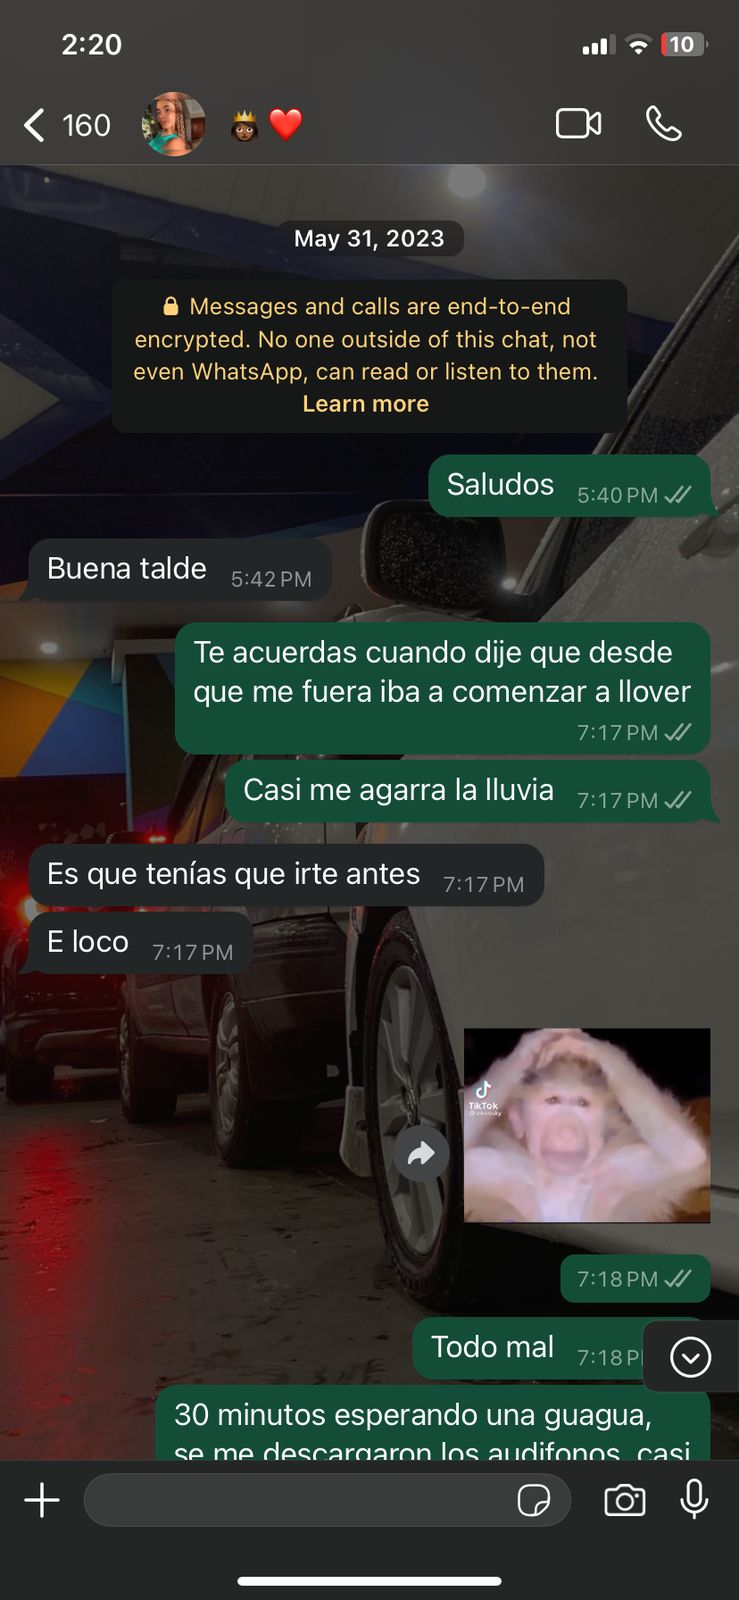 2:20
10
160
👸🏿❤️
May 31, 2023
🔒 Messages and calls are end-to-end
encrypted. No one outside of this chat, not
even WhatsApp, can read or listen to them.
Learn more
Saludos 5:40 PM
Buena talde 5:42 PM
Te acuerdas cuando dije que desde
que me fuera iba a comenzar a llover
7:17 PM
Casi me agarra la lluvia 7:17 PM
Es que tenías que irte antes 7:17 PM
E loco 7:17 PM
TikTok
7:18 PM
Todo mal 7:18 P
30 minutos esperando una guagua,
se me descargaron los audifonos, casi